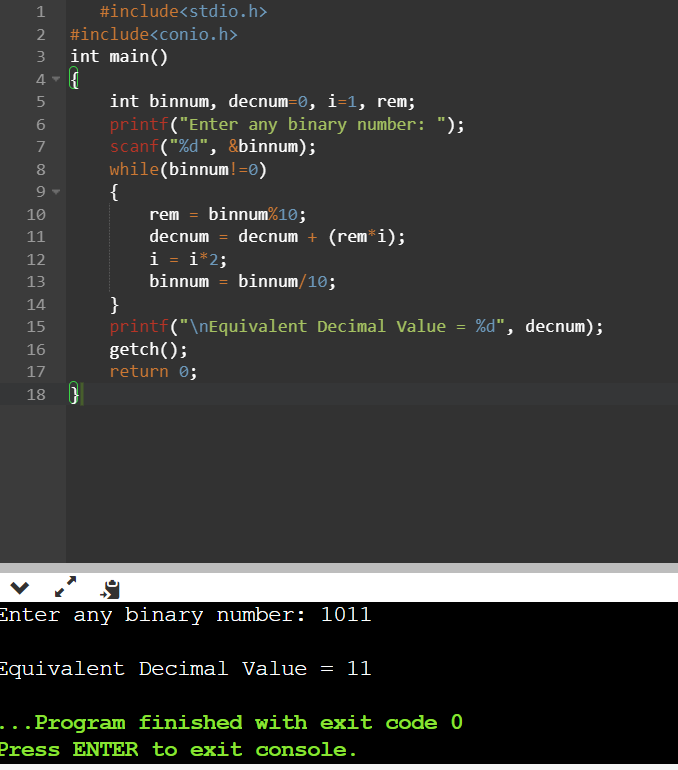 1 #include<stdio.h>
2 #include<conio.h>
3 int main()
4 {
5 int binnum, decnum=0, i=1, rem;
6 printf("Enter any binary number: ");
7 scanf("%d", &binnum);
8 while(binnum!=0)
9 {
10 rem = binnum%10;
11 decnum = decnum + (rem*i);
12 i = i*2;
13 binnum = binnum/10;
14 }
15 printf("\nEquivalent Decimal Value = %d", decnum);
16 getch();
17 return 0;
18 }
Enter any binary number: 1011
Equivalent Decimal Value = 11
...Program finished with exit code 0
Press ENTER to exit console.